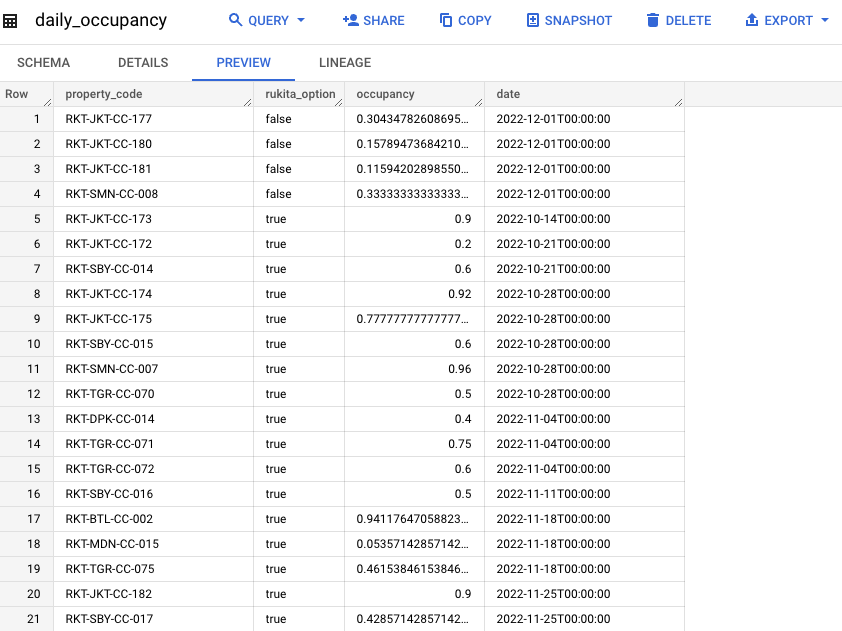 daily_occupancy QUERY SHARE COPY SNAPSHOT DELETE EXPORT
SCHEMA DETAILS PREVIEW LINEAGE
Row property_code rukita_option occupancy date
1 RKT-JKT-CC-177 false 0.30434782608695... 2022-12-01T00:00:00
2 RKT-JKT-CC-180 false 0.15789473684210... 2022-12-01T00:00:00
3 RKT-JKT-CC-181 false 0.11594202898550... 2022-12-01T00:00:00
4 RKT-SMN-CC-008 false 0.33333333333333... 2022-12-01T00:00:00
5 RKT-JKT-CC-173 true 0.9 2022-10-14T00:00:00
6 RKT-JKT-CC-172 true 0.2 2022-10-21T00:00:00
7 RKT-SBY-CC-014 true 0.6 2022-10-21T00:00:00
8 RKT-JKT-CC-174 true 0.92 2022-10-28T00:00:00
9 RKT-JKT-CC-175 true 0.77777777777777... 2022-10-28T00:00:00
10 RKT-SBY-CC-015 true 0.6 2022-10-28T00:00:00
11 RKT-SMN-CC-007 true 0.96 2022-10-28T00:00:00
12 RKT-TGR-CC-070 true 0.5 2022-10-28T00:00:00
13 RKT-DPK-CC-014 true 0.4 2022-11-04T00:00:00
14 RKT-TGR-CC-071 true 0.75 2022-11-04T00:00:00
15 RKT-TGR-CC-072 true 0.6 2022-11-04T00:00:00
16 RKT-SBY-CC-016 true 0.5 2022-11-11T00:00:00
17 RKT-BTL-CC-002 true 0.94117647058823... 2022-11-18T00:00:00
18 RKT-MDN-CC-015 true 0.05357142857142... 2022-11-18T00:00:00
19 RKT-TGR-CC-075 true 0.46153846153846... 2022-11-18T00:00:00
20 RKT-JKT-CC-182 true 0.9 2022-11-25T00:00:00
21 RKT-SBY-CC-017 true 0.42857142857142... 2022-11-25T00:00:00